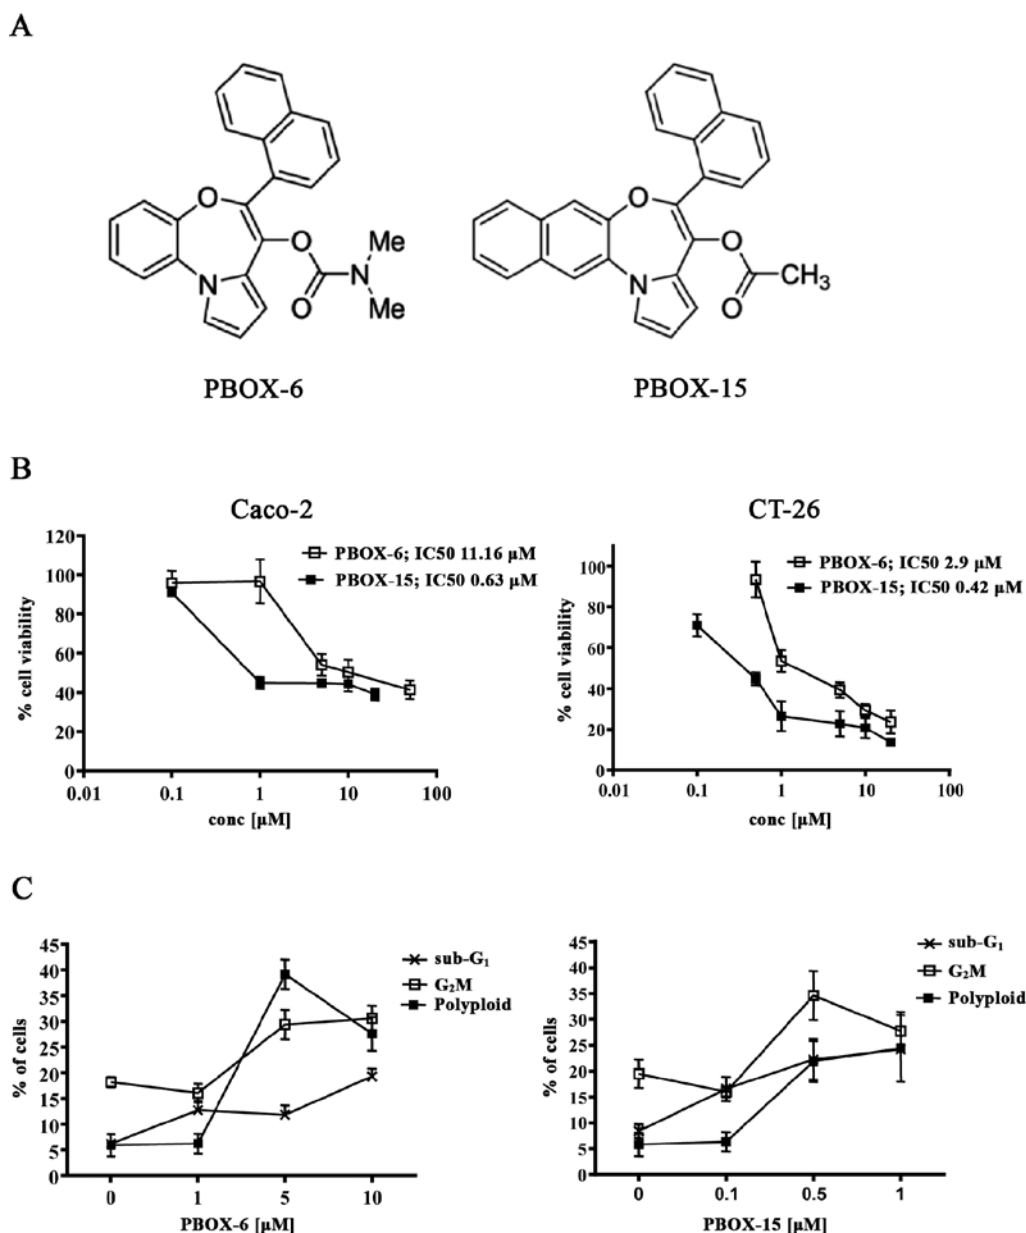 A
O
O
Me
N
N
O
Me
PBOX-6
O
O
N
O
CH3
PBOX-15
B
Caco-2
% cell viability
120
100
80
60
40
20
0
0.01 0.1 1 10 100
conc [µM]
PBOX-6; IC50 11.16 µM
PBOX-15; IC50 0.63 µM
CT-26
% cell viability
100
80
60
40
20
0
0.01 0.1 1 10 100
conc [µM]
PBOX-6; IC50 2.9 µM
PBOX-15; IC50 0.42 µM
C
% of cells
45
40
35
30
25
20
15
10
5
0
0 1 5 10
PBOX-6 [µM]
sub-G1
G2M
Polyploid
% of cells
45
40
35
30
25
20
15
10
5
0
0 0.1 0.5 1
PBOX-15 [µM]
sub-G1
G2M
Polyploid